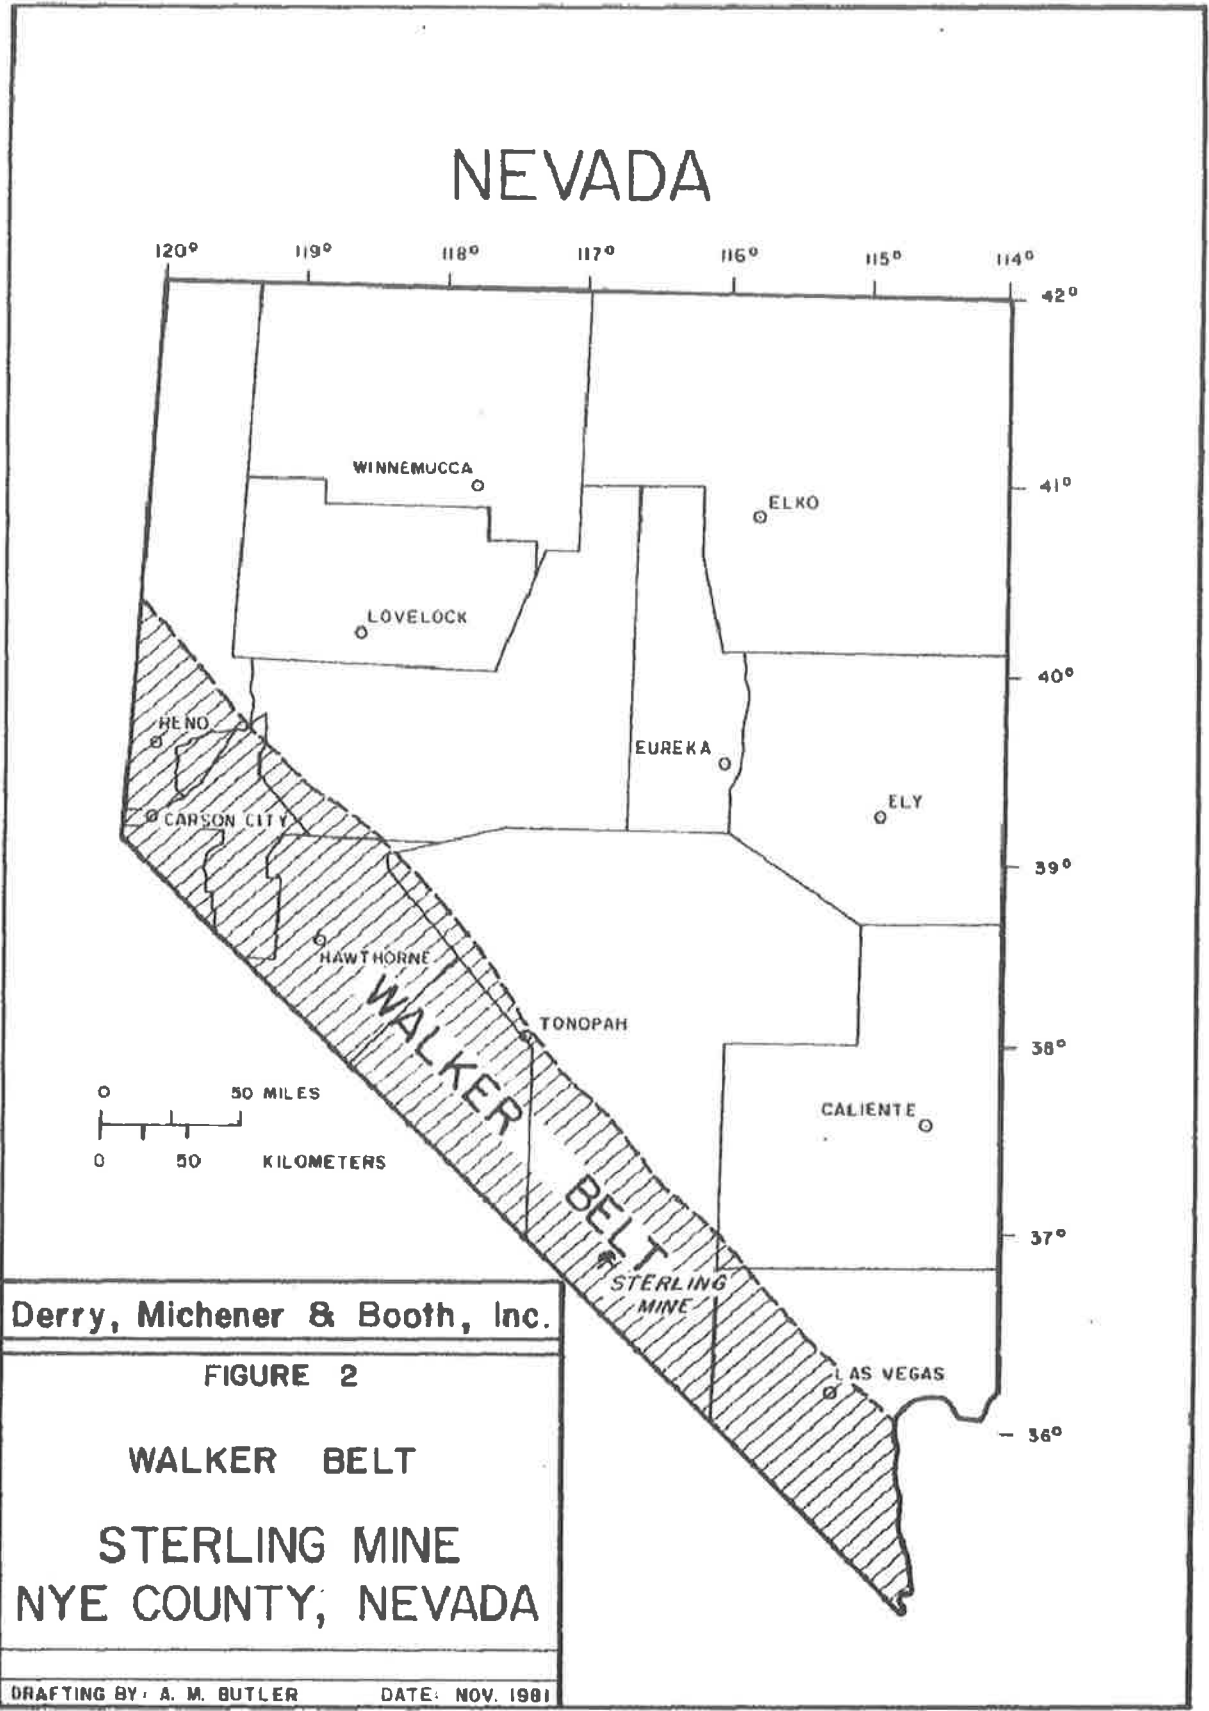 NEVADA
120° 119° 118° 117° 116° 115° 114°
42°
WINNEMUCCA
41°
ELKO
LOVELOCK
40°
RENO
EUREKA
ELY
CARSON CITY
39°
HAWTHORNE
TONOPAH
38°
WALKER BELT
0 50 MILES
0 50 KILOMETERS
CALIENTE
37°
STERLING
MINE
LAS VEGAS
36°
Derry, Michener & Booth, Inc.
FIGURE 2
WALKER BELT
STERLING MINE
NYE COUNTY, NEVADA
DRAFTING BY: A. M. BUTLER DATE: NOV. 1981